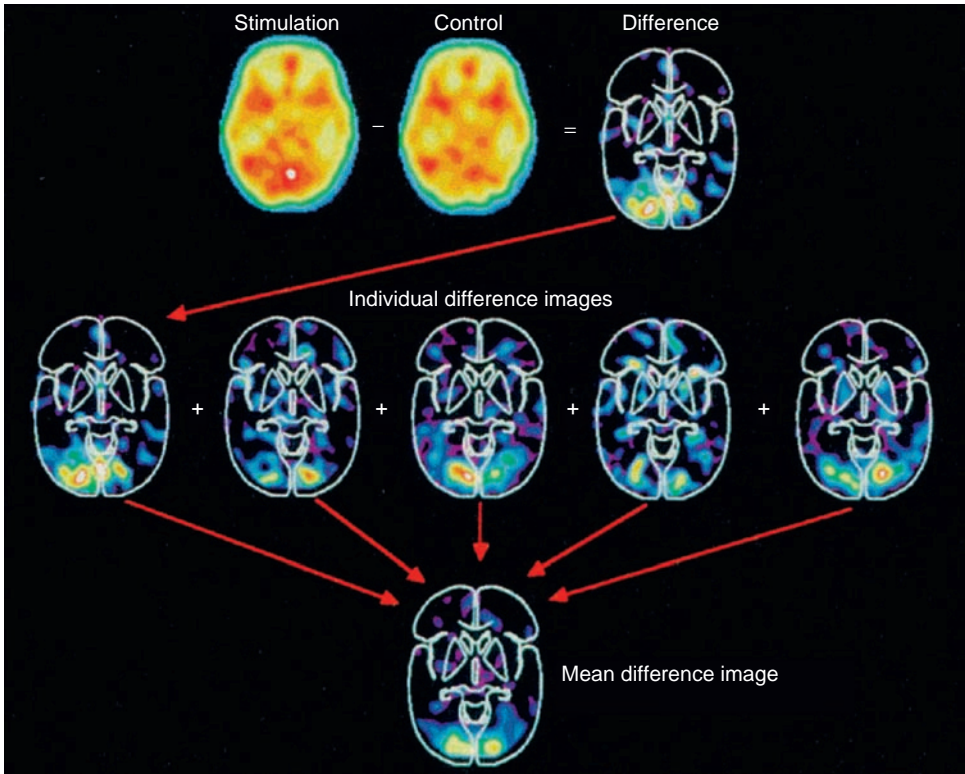 Stimulation Control Difference
− =
Individual difference images
+ + + +
Mean difference image